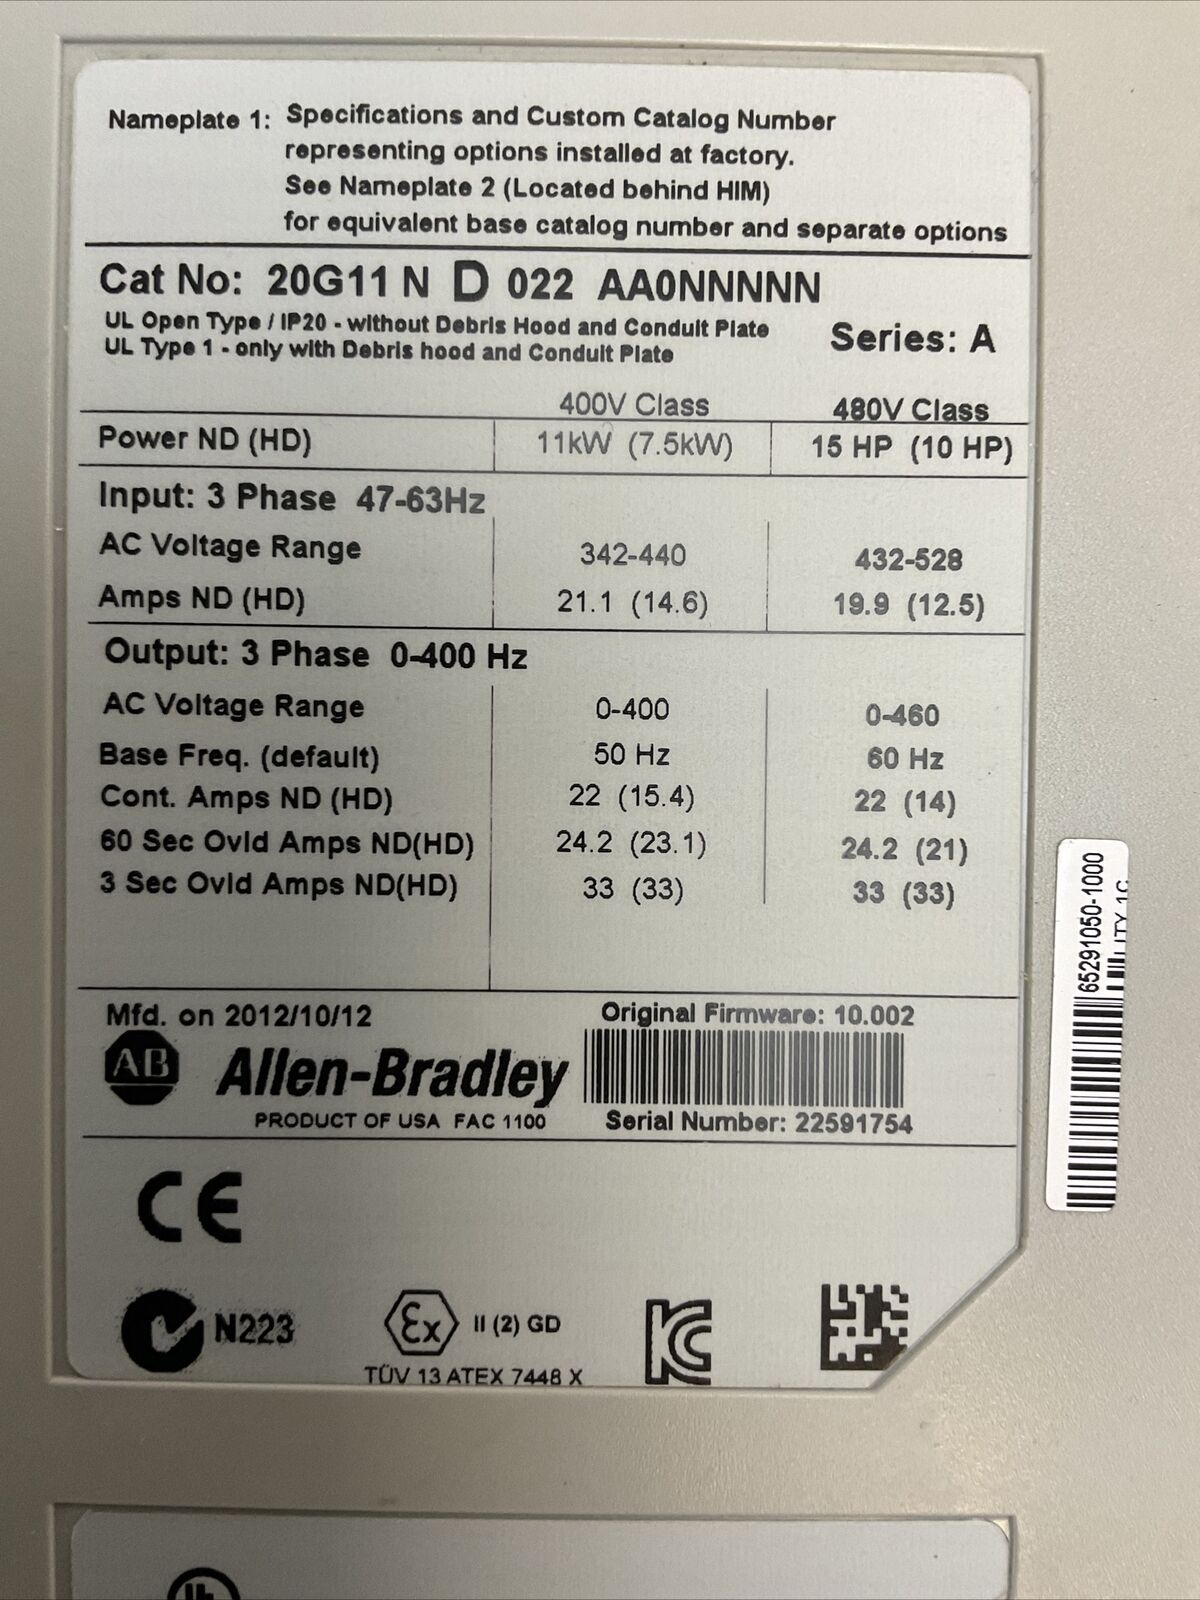 Nameplate 1: Specifications and Custom Catalog Number
representing options installed at factory.
See Nameplate 2 (Located behind HIM)
for equivalent base catalog number and separate options
Cat No: 20G11 N D 022 AA0NNNNN
UL Open Type / IP20 - without Debris Hood and Conduit Plate
UL Type 1 - only with Debris hood and Conduit Plate
Series: A
400V Class 480V Class
Power ND (HD) 11kW (7.5kW) 15 HP (10 HP)
Input: 3 Phase 47-63Hz
AC Voltage Range 342-440 432-528
Amps ND (HD) 21.1 (14.6) 19.9 (12.5)
Output: 3 Phase 0-400 Hz
AC Voltage Range 0-400 0-460
Base Freq. (default) 50 Hz 60 Hz
Cont. Amps ND (HD) 22 (15.4) 22 (14)
60 Sec Ovld Amps ND(HD) 24.2 (23.1) 24.2 (21)
3 Sec Ovld Amps ND(HD) 33 (33) 33 (33)
Mfd. on 2012/10/12 Original Firmware: 10.002
AB Allen-Bradley
PRODUCT OF USA FAC 1100 Serial Number: 22591754
CE
N223 Ex II (2) GD KC
TÜV 13 ATEX 7448 X
65291050-1000